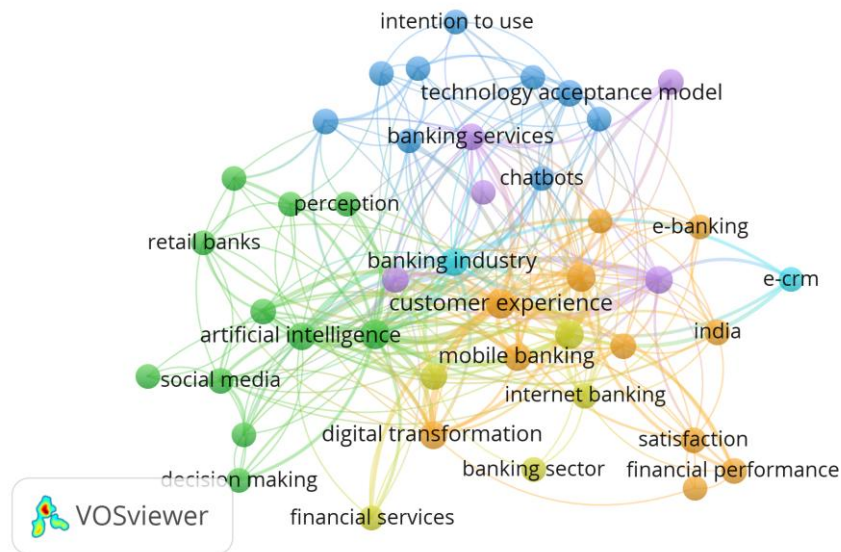 intention to use
technology acceptance model
banking services
chatbots
perception
e-banking
retail banks
banking industry
e-crm
customer experience
artificial intelligence
india
mobile banking
social media
internet banking
digital transformation
satisfaction
banking sector
financial performance
decision making
financial services
VOSviewer